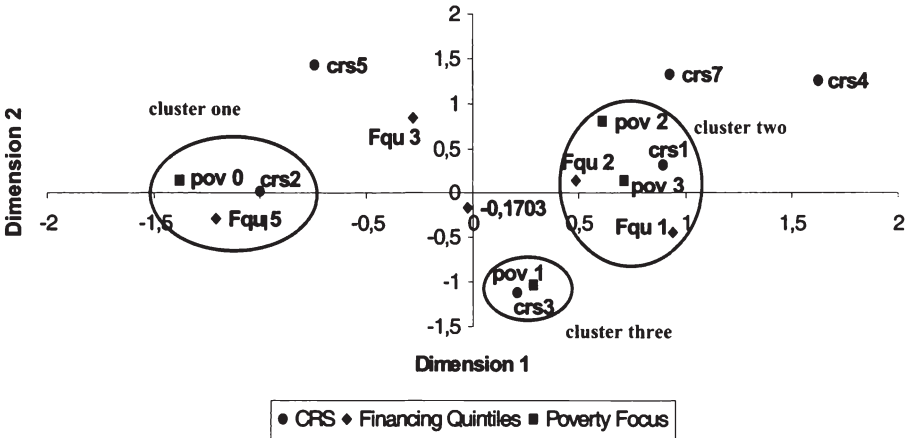 2
crs5
1,5
crs7
crs4
cluster one
1
Fqu 3
pov 2
cluster two
0,5
Fqu 2
crs1
pov 0
crs2
pov 3
0
-0,1703
-2
-1,5
Fqu 5
-0,5
0
0,5
Fqu 1
1
1,5
2
-0,5
-1
pov 1
crs3
-1,5
cluster three
Dimension 2
Dimension 1
CRS Financing Quintiles Poverty Focus